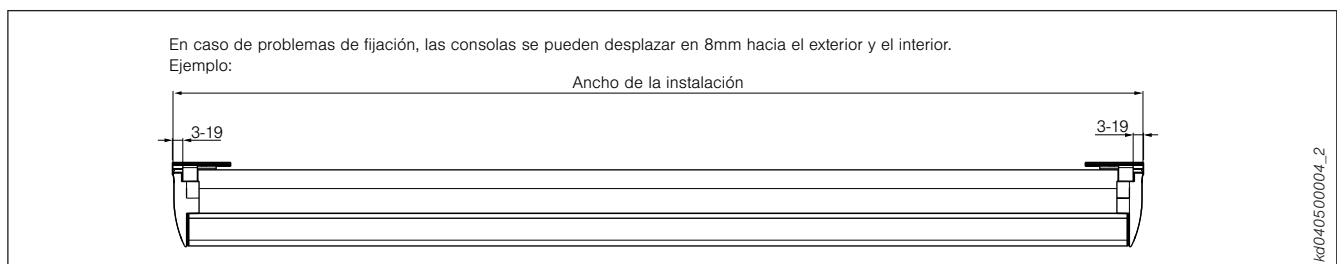 En caso de problemas de fijación, las consolas se pueden desplazar en 8mm hacia el exterior y el interior.
Ejemplo:
Ancho de la instalación
3-19
3-19
kd040500004_2